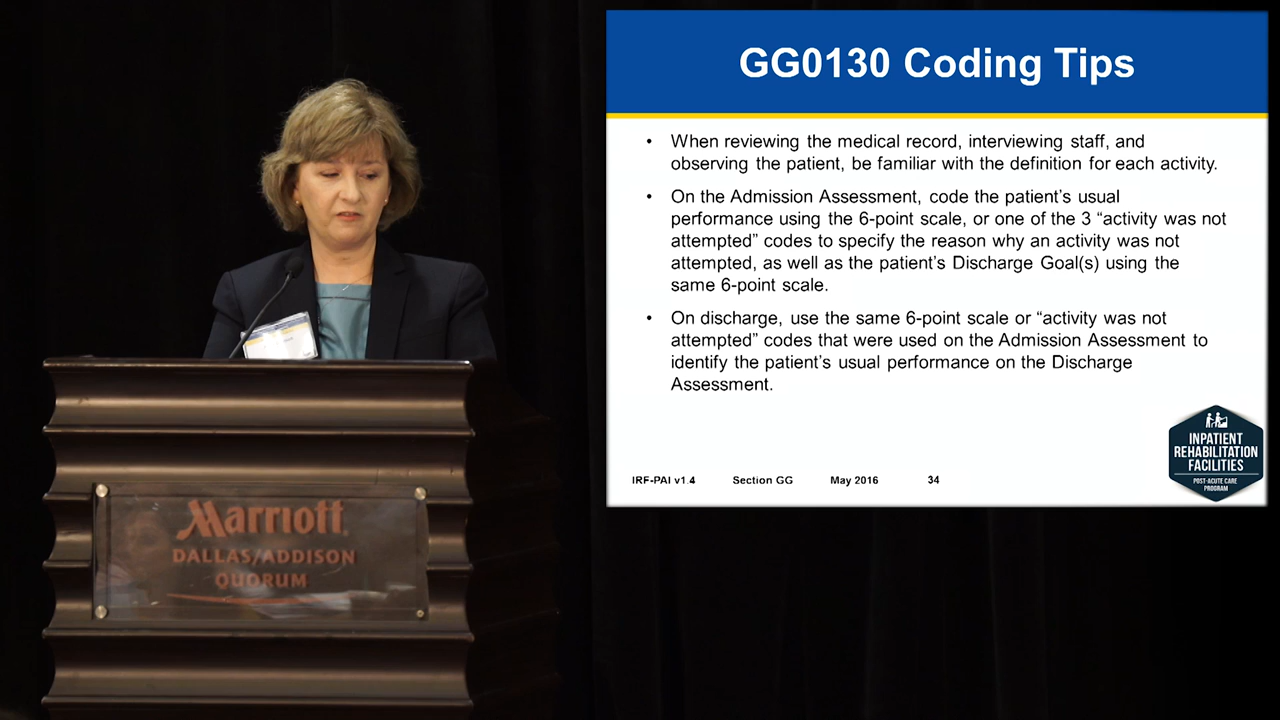 GG0130 Coding Tips
• When reviewing the medical record, interviewing staff, and
observing the patient, be familiar with the definition for each activity.
• On the Admission Assessment, code the patient’s usual
performance using the 6-point scale, or one of the 3 “activity was not
attempted” codes to specify the reason why an activity was not
attempted, as well as the patient’s Discharge Goal(s) using the
same 6-point scale.
• On discharge, use the same 6-point scale or “activity was not
attempted” codes that were used on the Admission Assessment to
identify the patient’s usual performance on the Discharge
Assessment.
IRF-PAI v1.4 Section GG May 2016 34
INPATIENT
REHABILITATION
FACILITIES
POST-ACUTE CARE
PROGRAM
Marriott
DALLAS/ADDISON
QUORUM